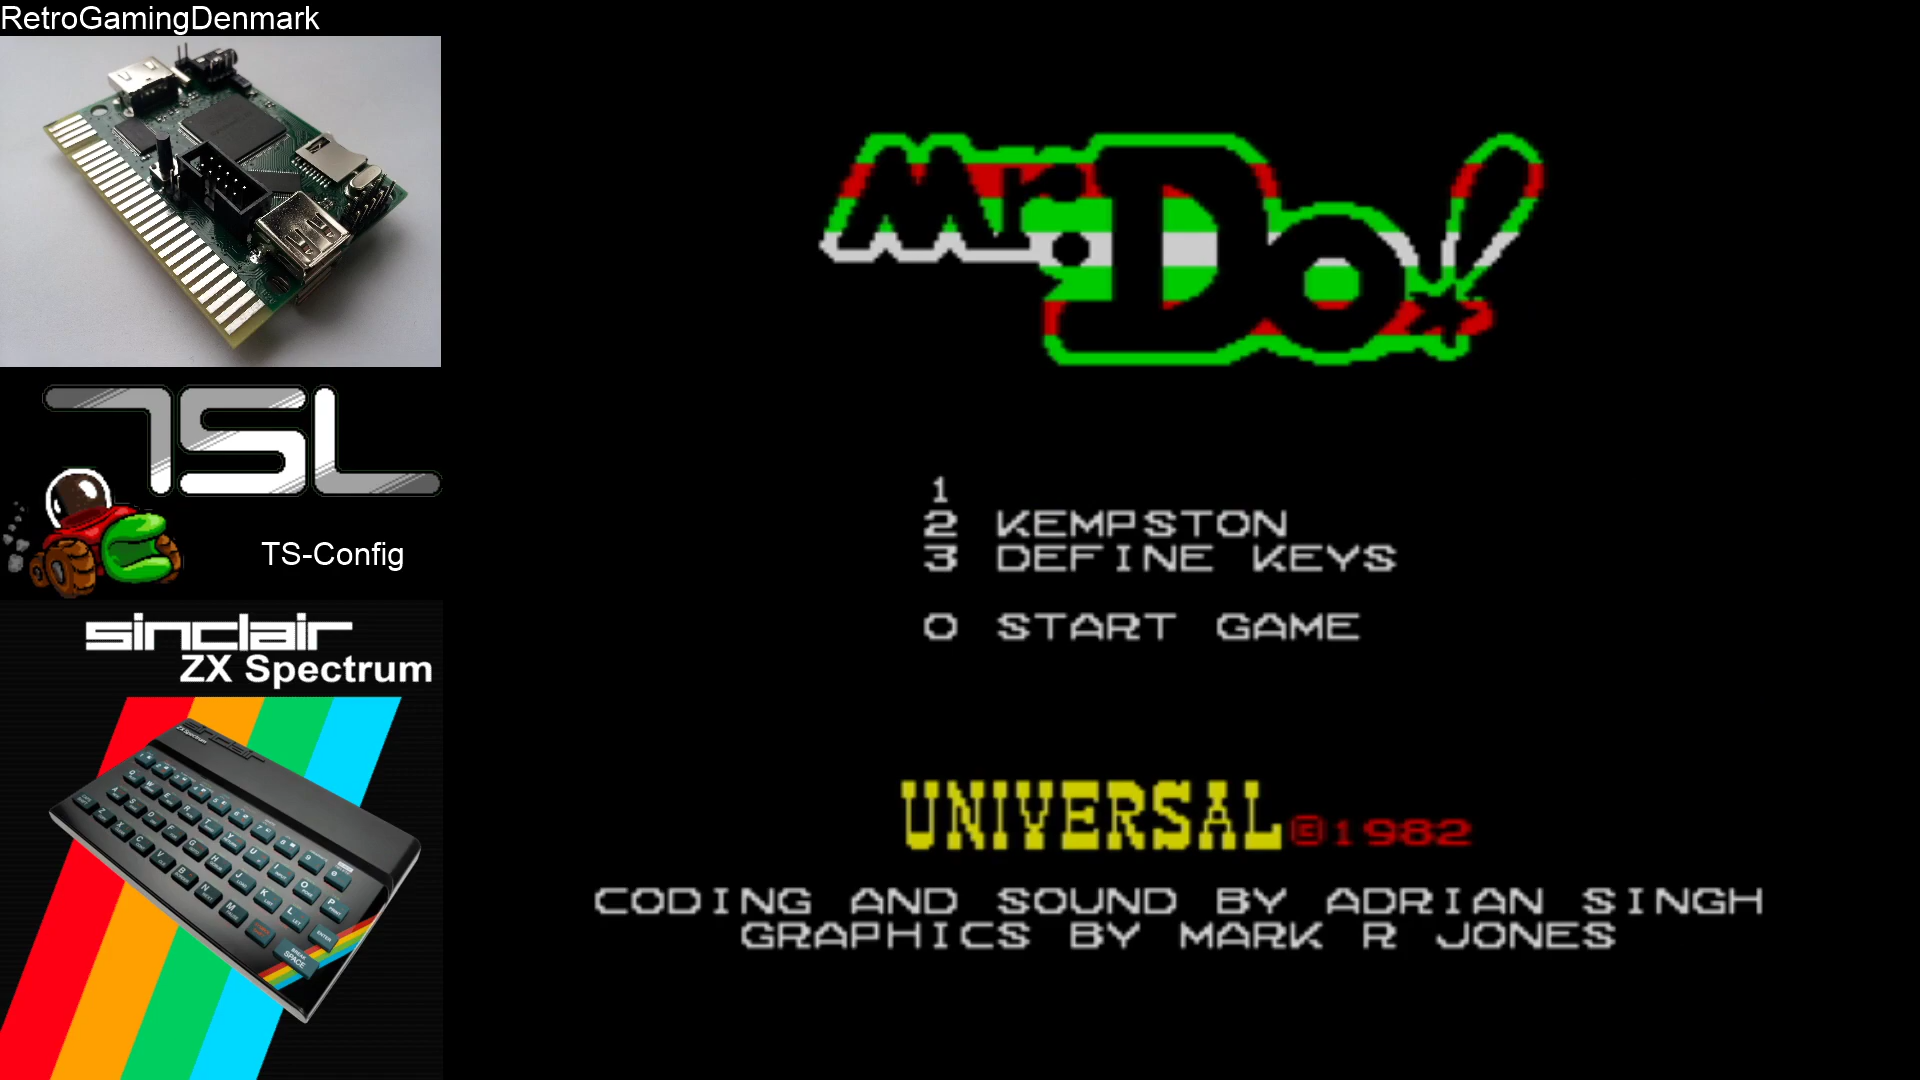 RetroGamingDenmark
Mr. Do!
TSL
TS-Config
sinclair
ZX Spectrum
1
2 KEMPSTON
3 DEFINE KEYS
0 START GAME
UNIVERSAL ©1982
CODING AND SOUND BY ADRIAN SINGH
GRAPHICS BY MARK R JONES